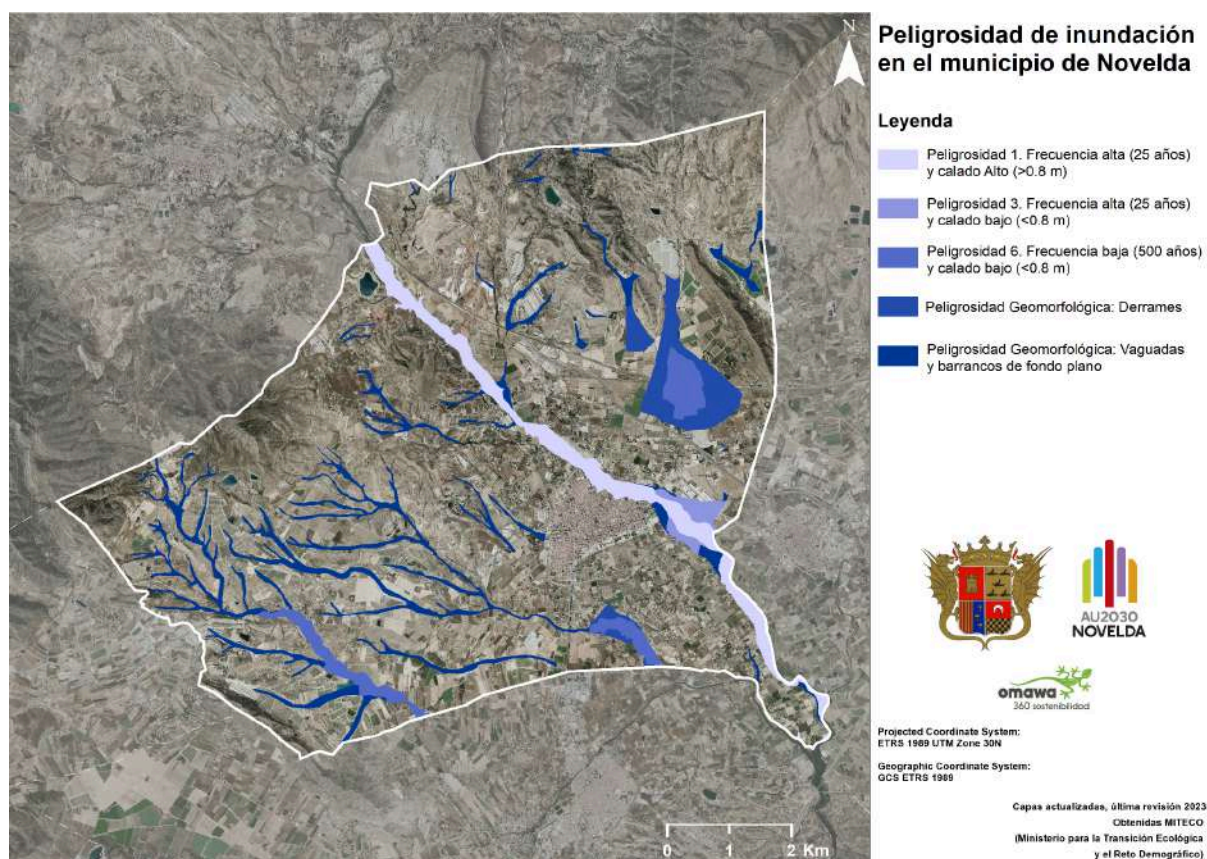 Peligrosidad de inundación
en el municipio de Novelda
N
Leyenda
Peligrosidad 1. Frecuencia alta (25 años)
y calado Alto (>0.8 m)
Peligrosidad 3. Frecuencia alta (25 años)
y calado bajo (<0.8 m)
Peligrosidad 6. Frecuencia baja (500 años)
y calado bajo (<0.8 m)
Peligrosidad Geomorfológica: Derrames
Peligrosidad Geomorfológica: Vaguadas
y barrancos de fondo plano
AU2030
NOVELDA
omawa
360 sostenibilidad
Projected Coordinate System:
ETRS 1989 UTM Zone 30N
Geographic Coordinate System:
GCS ETRS 1989
Capas actualizadas, última revisión 2023
Obtenidas MITECO
(Ministerio para la Transición Ecológica
y el Reto Demográfico)
0 1 2 Km